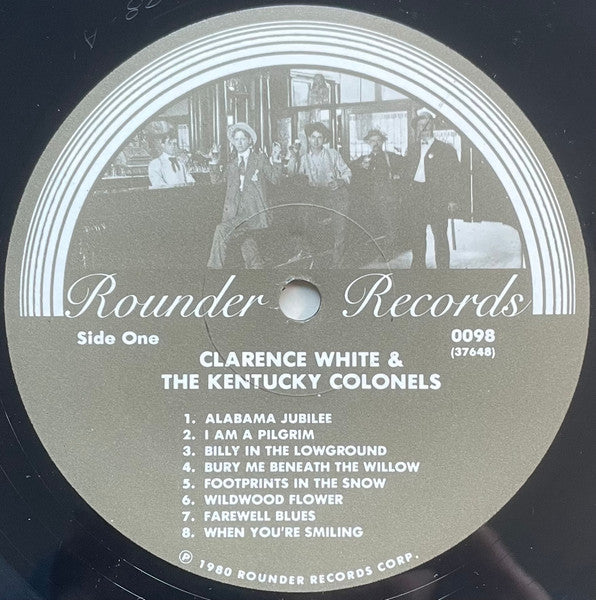 Rounder Records
Side One
0098
(37648)
CLARENCE WHITE &
THE KENTUCKY COLONELS
1. ALABAMA JUBILEE
2. I AM A PILGRIM
3. BILLY IN THE LOWGROUND
4. BURY ME BENEATH THE WILLOW
5. FOOTPRINTS IN THE SNOW
6. WILDWOOD FLOWER
7. FAREWELL BLUES
8. WHEN YOU'RE SMILING
Ⓟ 1980 ROUNDER RECORDS CORP.